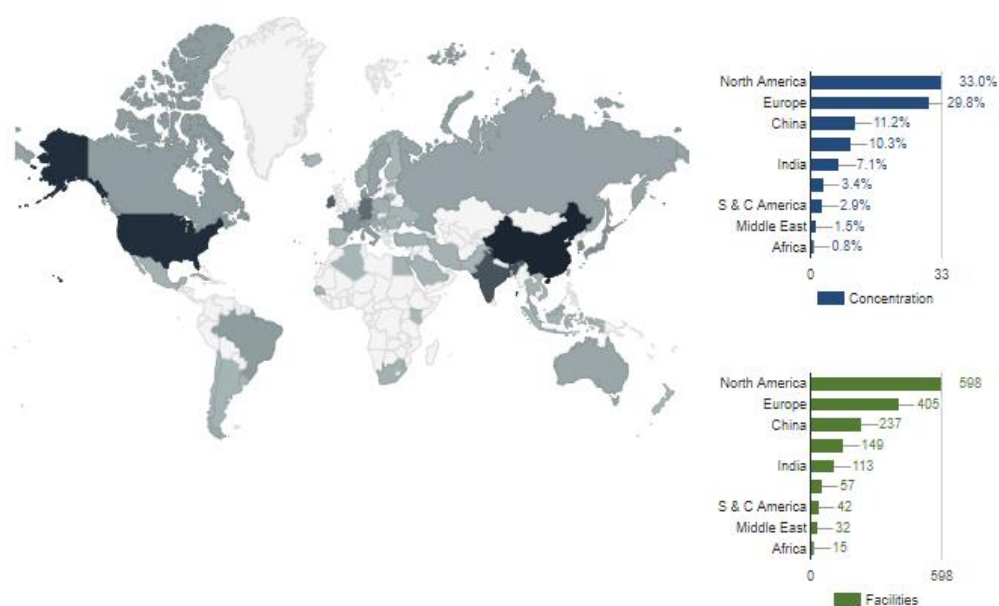 North America 33.0%
Europe 29.8%
China 11.2%
10.3%
India 7.1%
3.4%
S & C America 2.9%
Middle East 1.5%
Africa 0.8%
0 33
Concentration
North America 598
Europe 405
China 237
149
India 113
57
S & C America 42
Middle East 32
Africa 15
0 598
Facilities